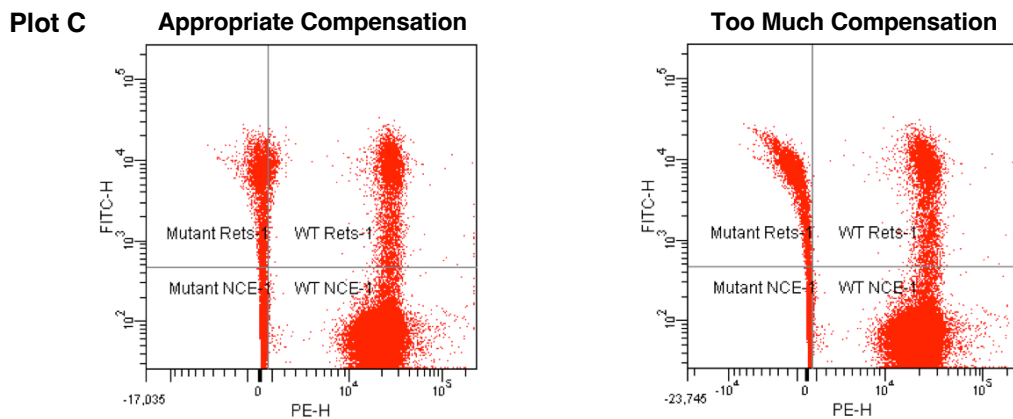 Plot C
Appropriate Compensation
FITC-H
10^5
10^4
10^3
10^2
Mutant Rets-1
WT Rets-1
Mutant NCE-1
WT NCE-1
-17,035
0
10^4
10^5
PE-H
Too Much Compensation
FITC-H
10^5
10^4
10^3
10^2
Mutant Rets-1
WT Rets-1
Mutant NCE-1
WT NCE-1
-23,745
-10^4
0
10^4
10^5
PE-H